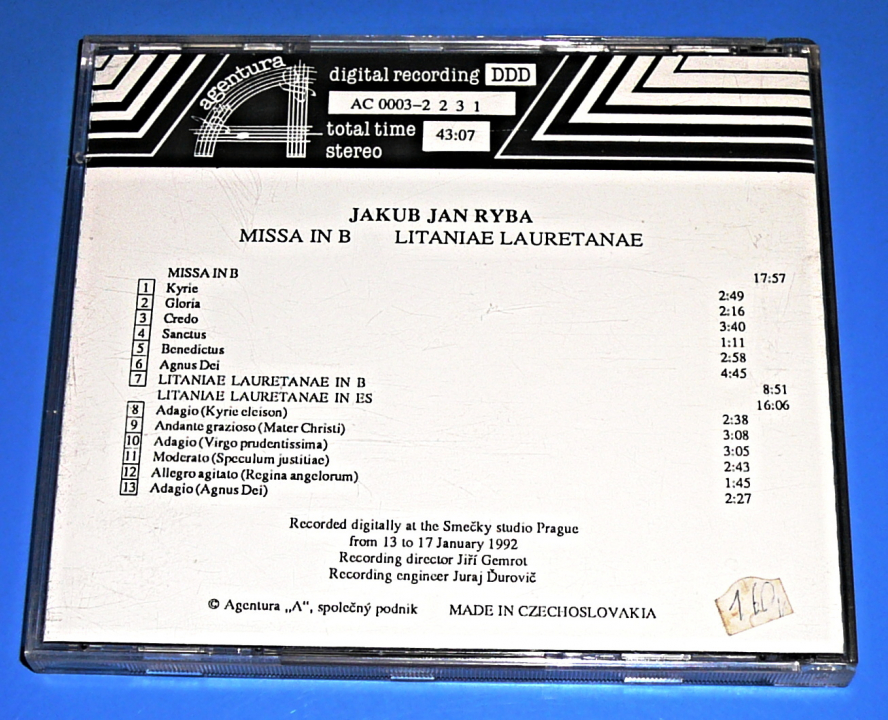 agentura
digital recording DDD
AC 0003-2 2 3 1
total time 43:07
stereo
JAKUB JAN RYBA
MISSA IN B LITANIAE LAURETANAE
MISSA IN B 17:57
1 Kyrie 2:49
2 Gloria 2:16
3 Credo 3:40
4 Sanctus 1:11
5 Benedictus 2:58
6 Agnus Dei 4:45
7 LITANIAE LAURETANAE IN B 8:51
LITANIAE LAURETANAE IN ES 16:06
8 Adagio (Kyrie eleison) 2:38
9 Andante grazioso (Mater Christi) 3:08
10 Adagio (Virgo prudentissima) 3:05
11 Moderato (Speculum justitiae) 2:43
12 Allegro agitato (Regina angelorum) 1:45
13 Adagio (Agnus Dei) 2:27
Recorded digitally at the Smečky studio Prague
from 13 to 17 January 1992
Recording director Jiří Gemrot
Recording engineer Juraj Ďurovič
© Agentura „A“, společný podnik MADE IN CZECHOSLOVAKIA